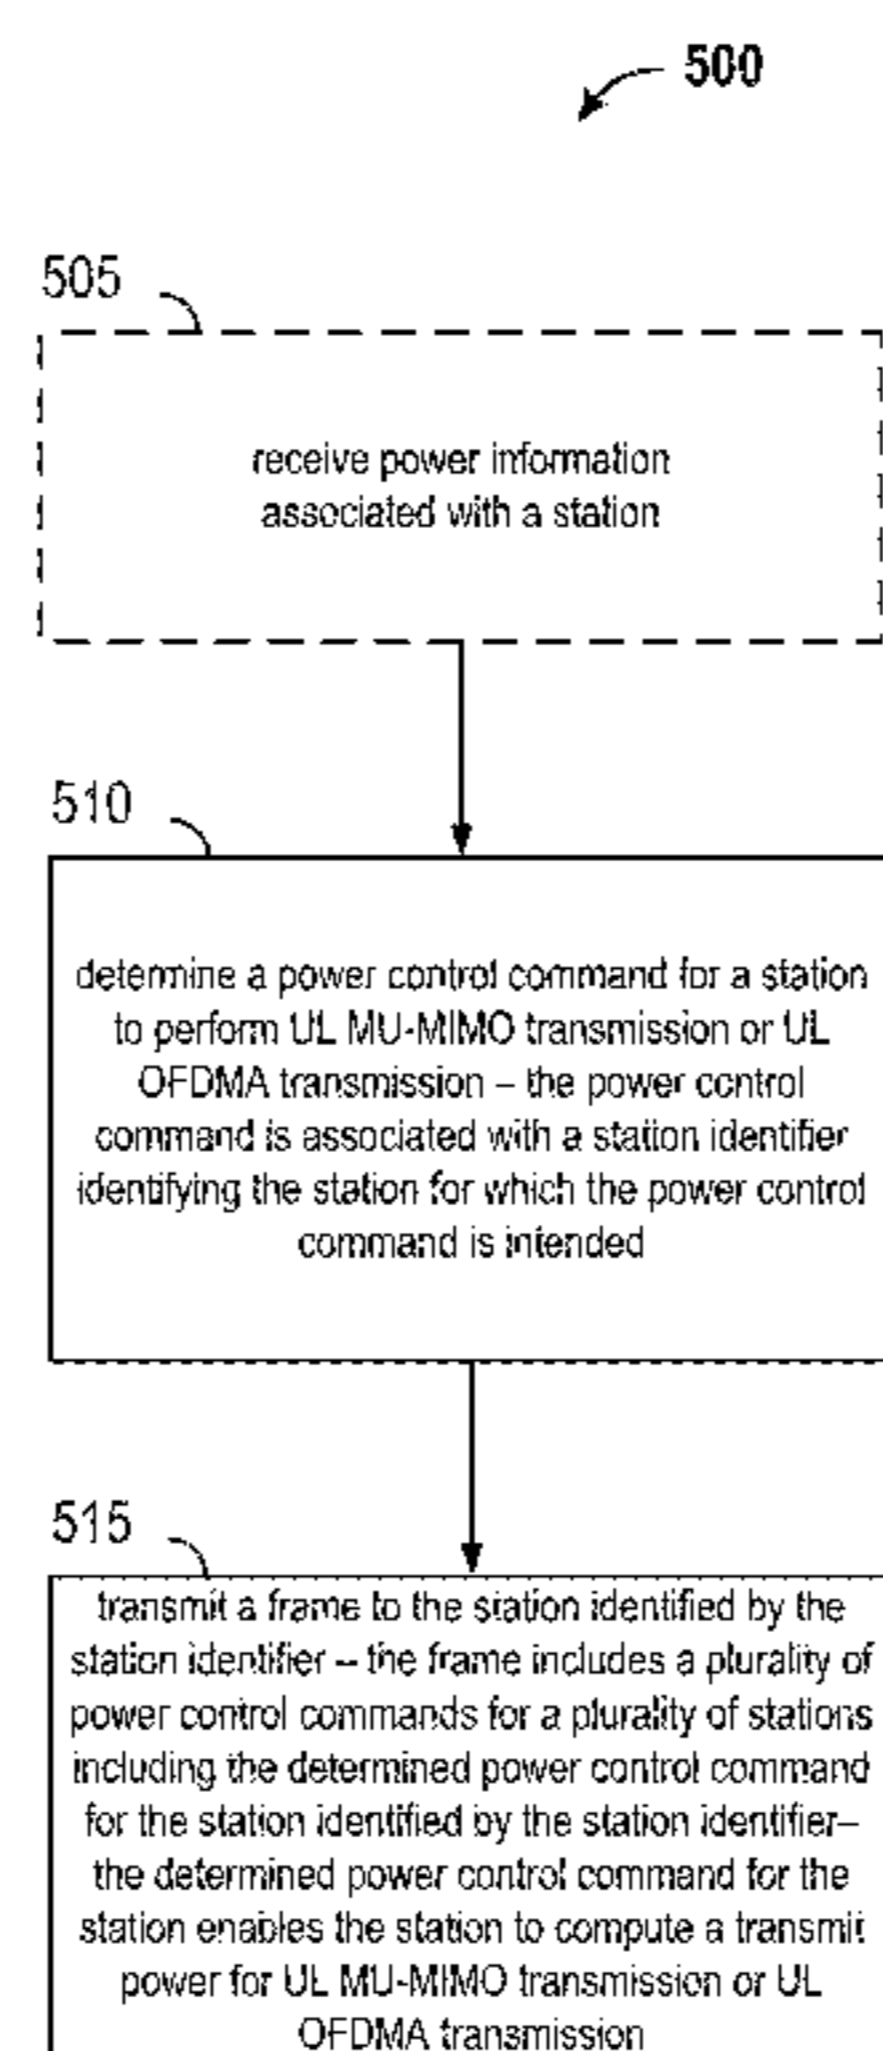 500
505
receive power information
associated with a station
510
determine a power control command for a station
to perform UL MU-MIMO transmission or UL
OFDMA transmission – the power control
command is associated with a station identifier
identifying the station for which the power control
command is intended
515
transmit a frame to the station identified by the
station identifier – the frame includes a plurality of
power control commands for a plurality of stations
including the determined power control command
for the station identified by the station identifier–
the determined power control command for the
station enables the station to compute a transmit
power for UL MU-MIMO transmission or UL
OFDMA transmission